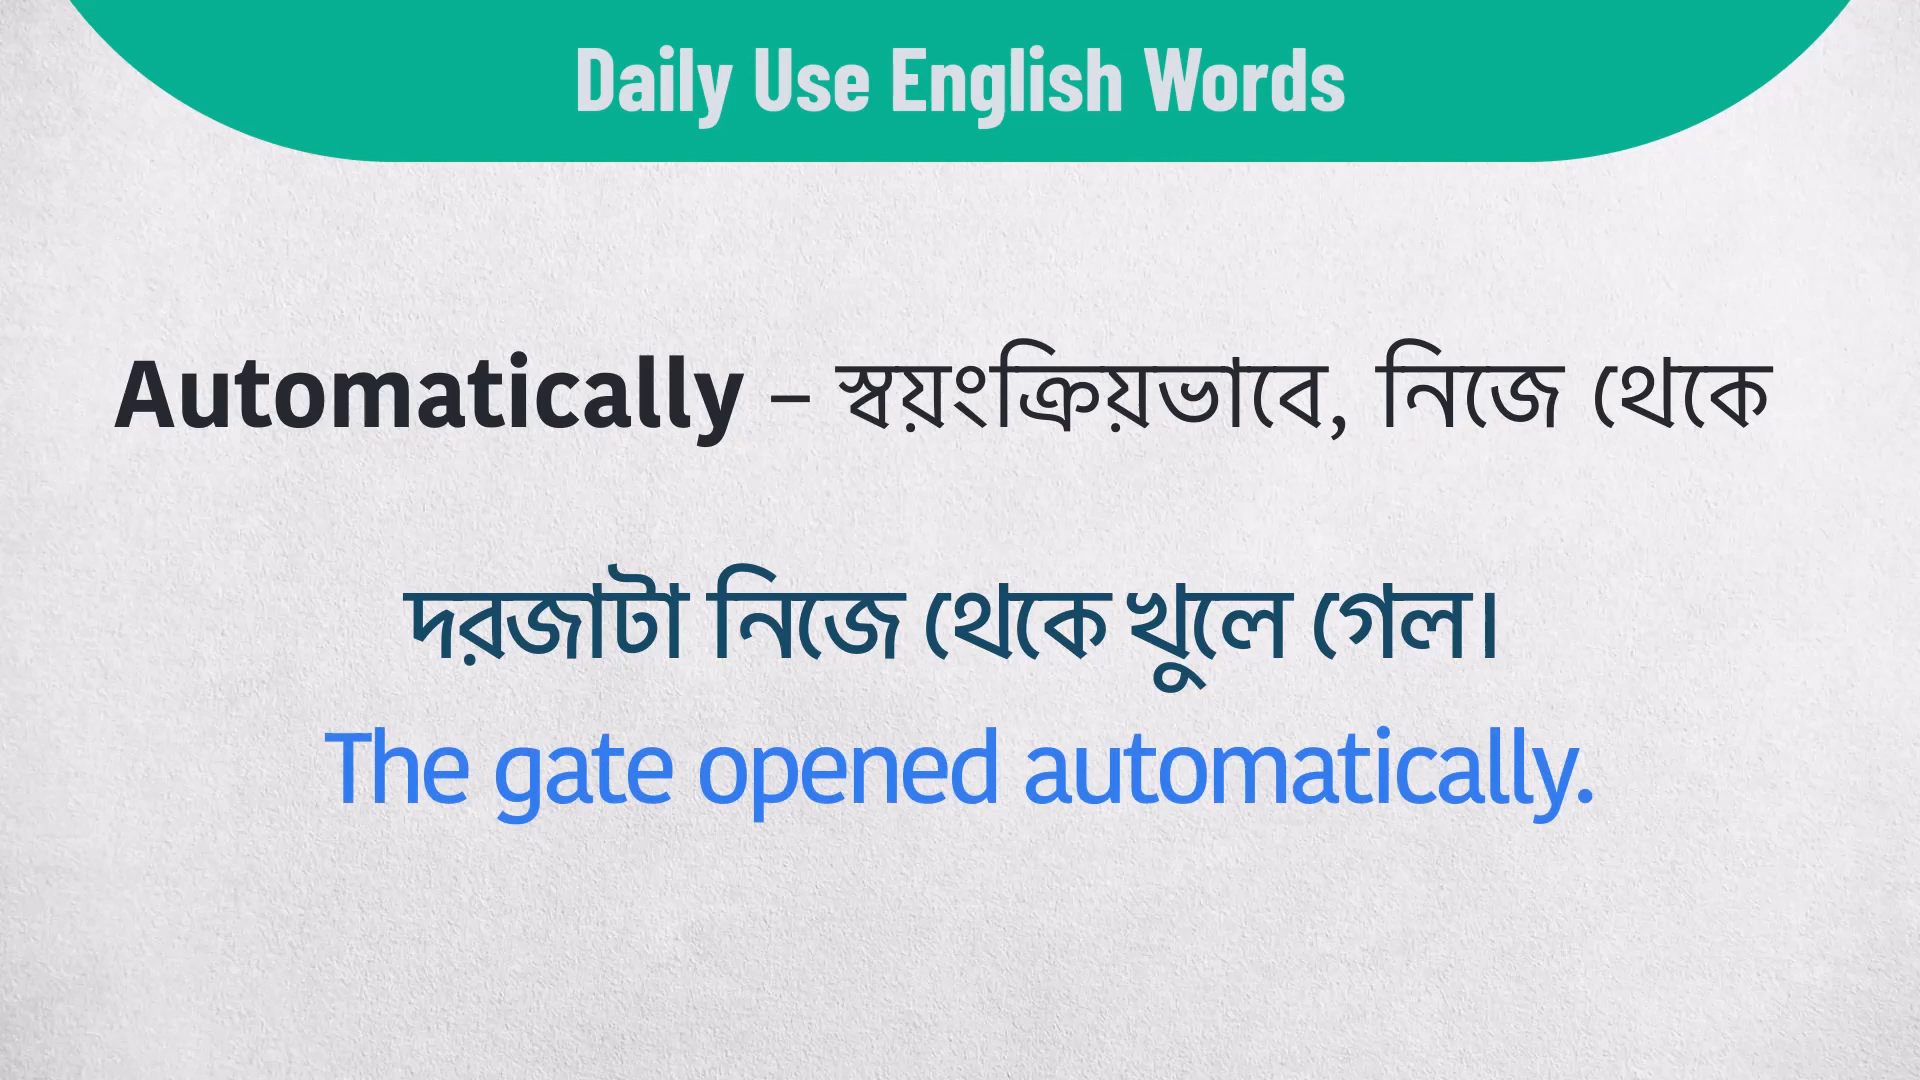 Daily Use English Words
Automatically – স্বয়ংক্রিয়ভাবে, নিজে থেকে
দরজাটা নিজে থেকে খুলে গেল।
The gate opened automatically.